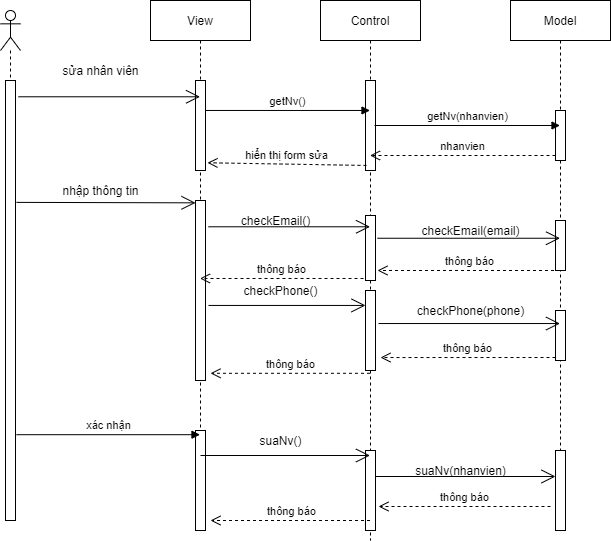 View
Control
Model
sửa nhân viên
getNv()
getNv(nhanvien)
nhanvien
hiển thị form sửa
nhập thông tin
checkEmail()
checkEmail(email)
thông báo
thông báo
checkPhone()
checkPhone(phone)
thông báo
thông báo
xác nhận
suaNv()
suaNv(nhanvien)
thông báo
thông báo